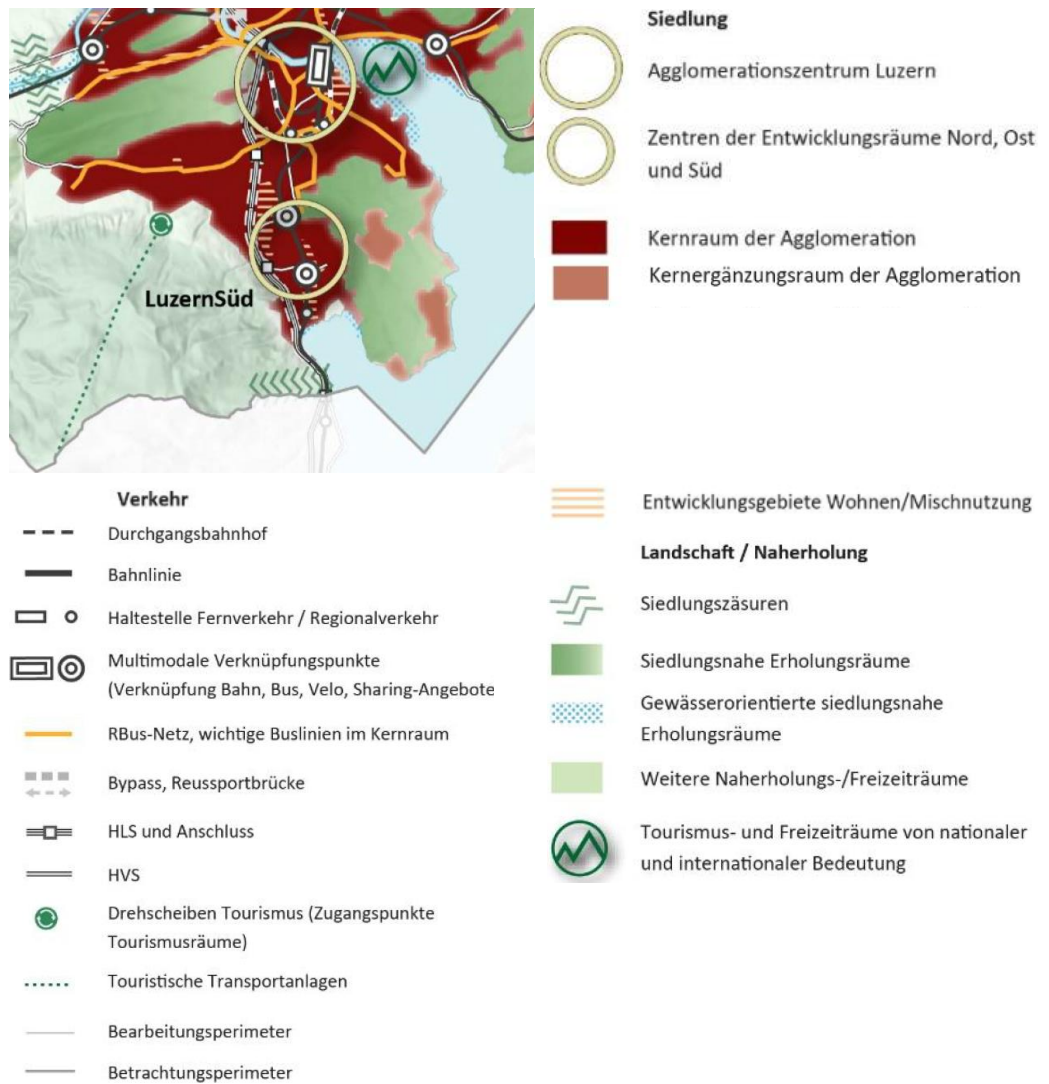 LuzernSüd
Siedlung
Agglomerationszentrum Luzern
Zentren der Entwicklungsräume Nord, Ost
und Süd
Kernraum der Agglomeration
Kernergänzungsraum der Agglomeration
Verkehr
Durchgangsbahnhof
Bahnlinie
Haltestelle Fernverkehr / Regionalverkehr
Multimodale Verknüpfungspunkte
(Verknüpfung Bahn, Bus, Velo, Sharing-Angebote
RBus-Netz, wichtige Buslinien im Kernraum
Bypass, Reussportbrücke
HLS und Anschluss
HVS
Drehscheiben Tourismus (Zugangspunkte
Tourismusräume)
Touristische Transportanlagen
Bearbeitungsperimeter
Betrachtungsperimeter
Entwicklungsgebiete Wohnen/Mischnutzung
Landschaft / Naherholung
Siedlungszäsuren
Siedlungsnahe Erholungsräume
Gewässerorientierte siedlungsnahe
Erholungsräume
Weitere Naherholungs-/Freizeiträume
Tourismus- und Freizeiträume von nationaler
und internationaler Bedeutung